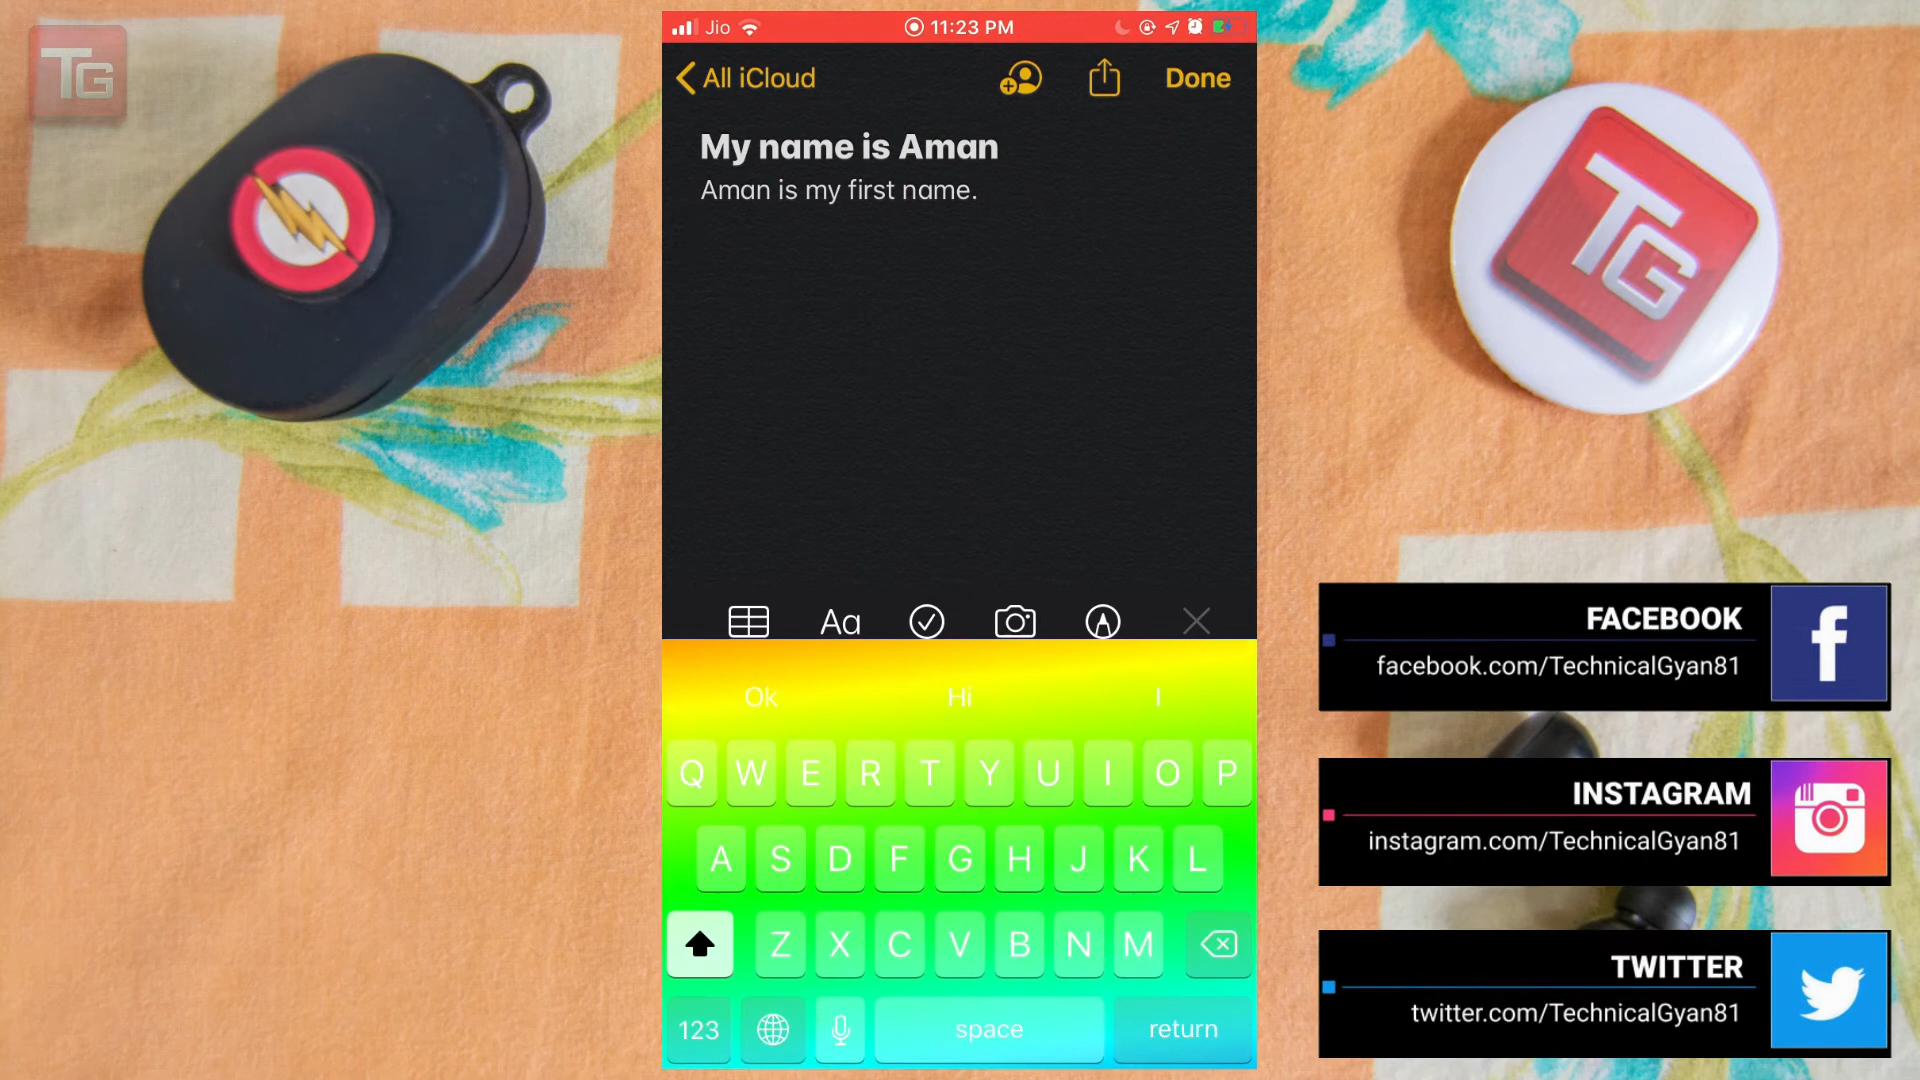 TG
Jio
11:23 PM
All iCloud
Done
My name is Aman
Aman is my first name.
Aa
Ok Hi I
Q W E R T Y U I O P
A S D F G H J K L
Z X C V B N M
123 space return
TG
FACEBOOK
facebook.com/TechnicalGyan81
INSTAGRAM
instagram.com/TechnicalGyan81
TWITTER
twitter.com/TechnicalGyan81